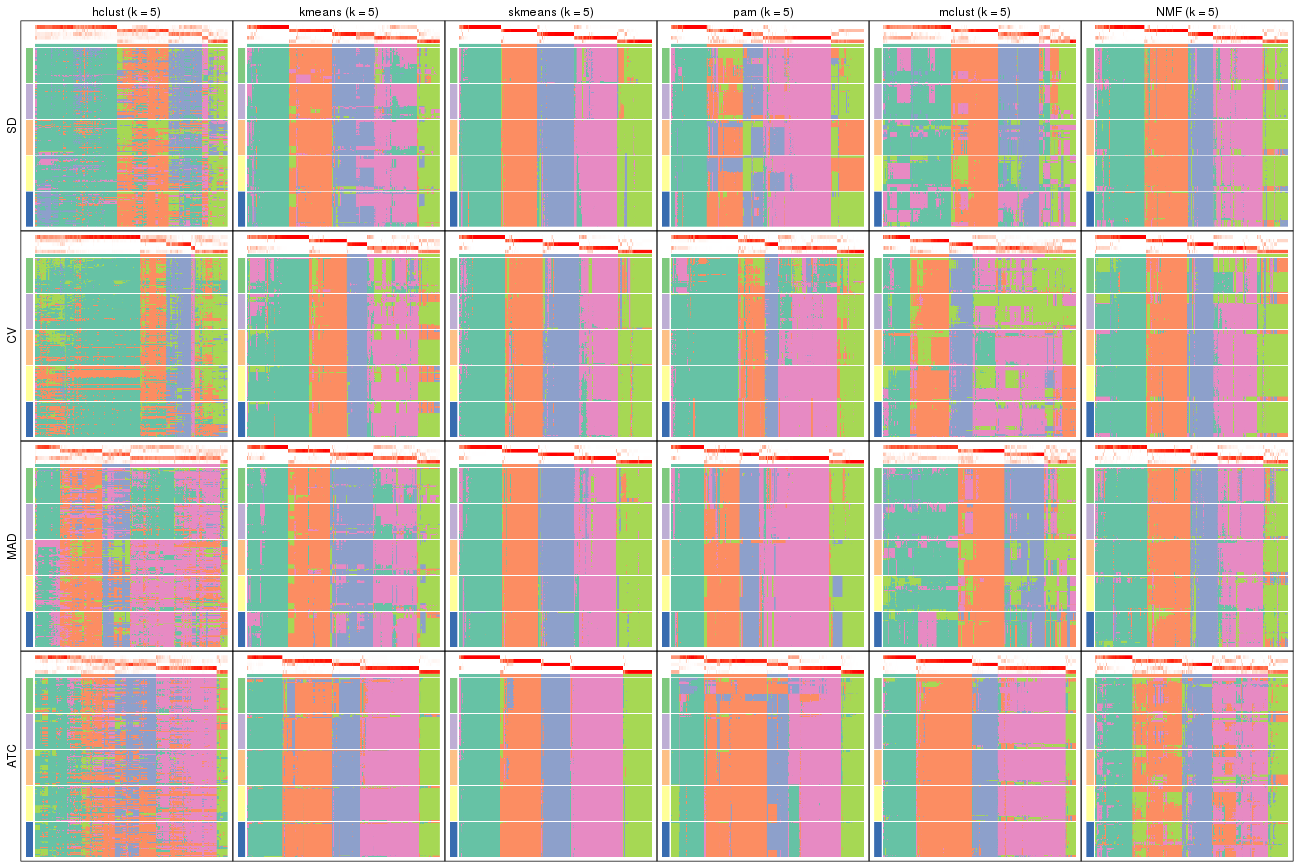 hclust (k = 5) kmeans (k = 5) skmeans (k = 5) pam (k = 5) mclust (k = 5) NMF (k = 5)
SD
CV
MAD
ATC